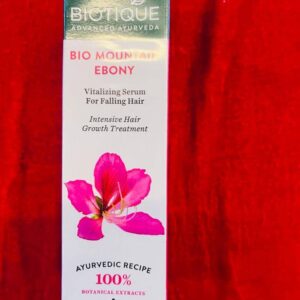 BIOTIQUE
ADVANCED AYURVEDA
BIO MOUNTAIN
EBONY
Vitalizing Serum
For Falling Hair
Intensive Hair
Growth Treatment
AYURVEDIC RECIPE
100%
BOTANICAL EXTRACTS